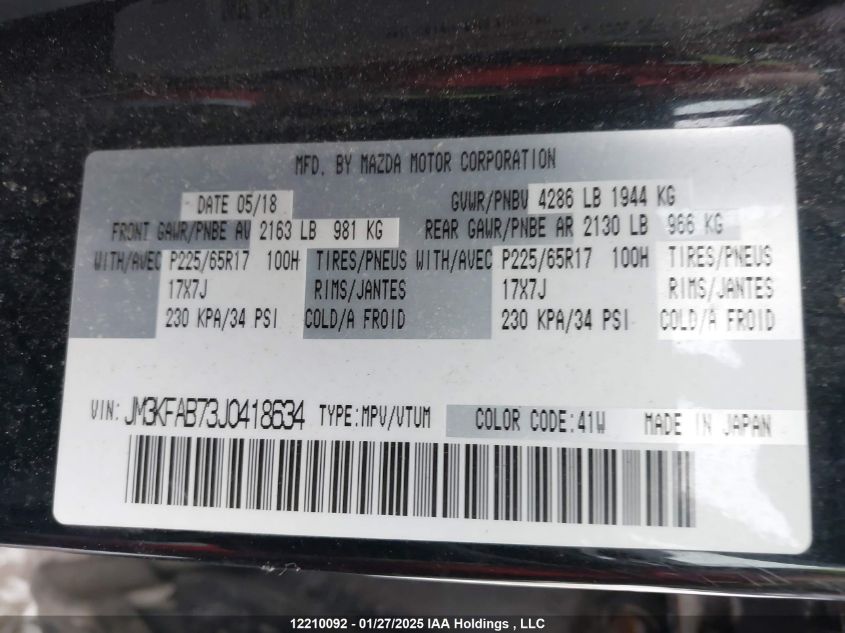 MFD. BY MAZDA MOTOR CORPORATION
DATE 05/18 GVWR/PNBV 4286 LB 1944 KG
FRONT GAWR/PNBE AV 2163 LB 981 KG REAR GAWR/PNBE AR 2130 LB 966 KG
WITH/AVEC P225/65R17 100H TIRES/PNEUS WITH/AVEC P225/65R17 100H TIRES/PNEUS
17X7J RIMS/JANTES 17X7J RIMS/JANTES
230 KPA/34 PSI COLD/A FROID 230 KPA/34 PSI COLD/A FROID
VIN: JM3KFAB73J0418634 TYPE:MPV/VTUM COLOR CODE:41W MADE IN JAPAN
12210092 - 01/27/2025 IAA Holdings , LLC